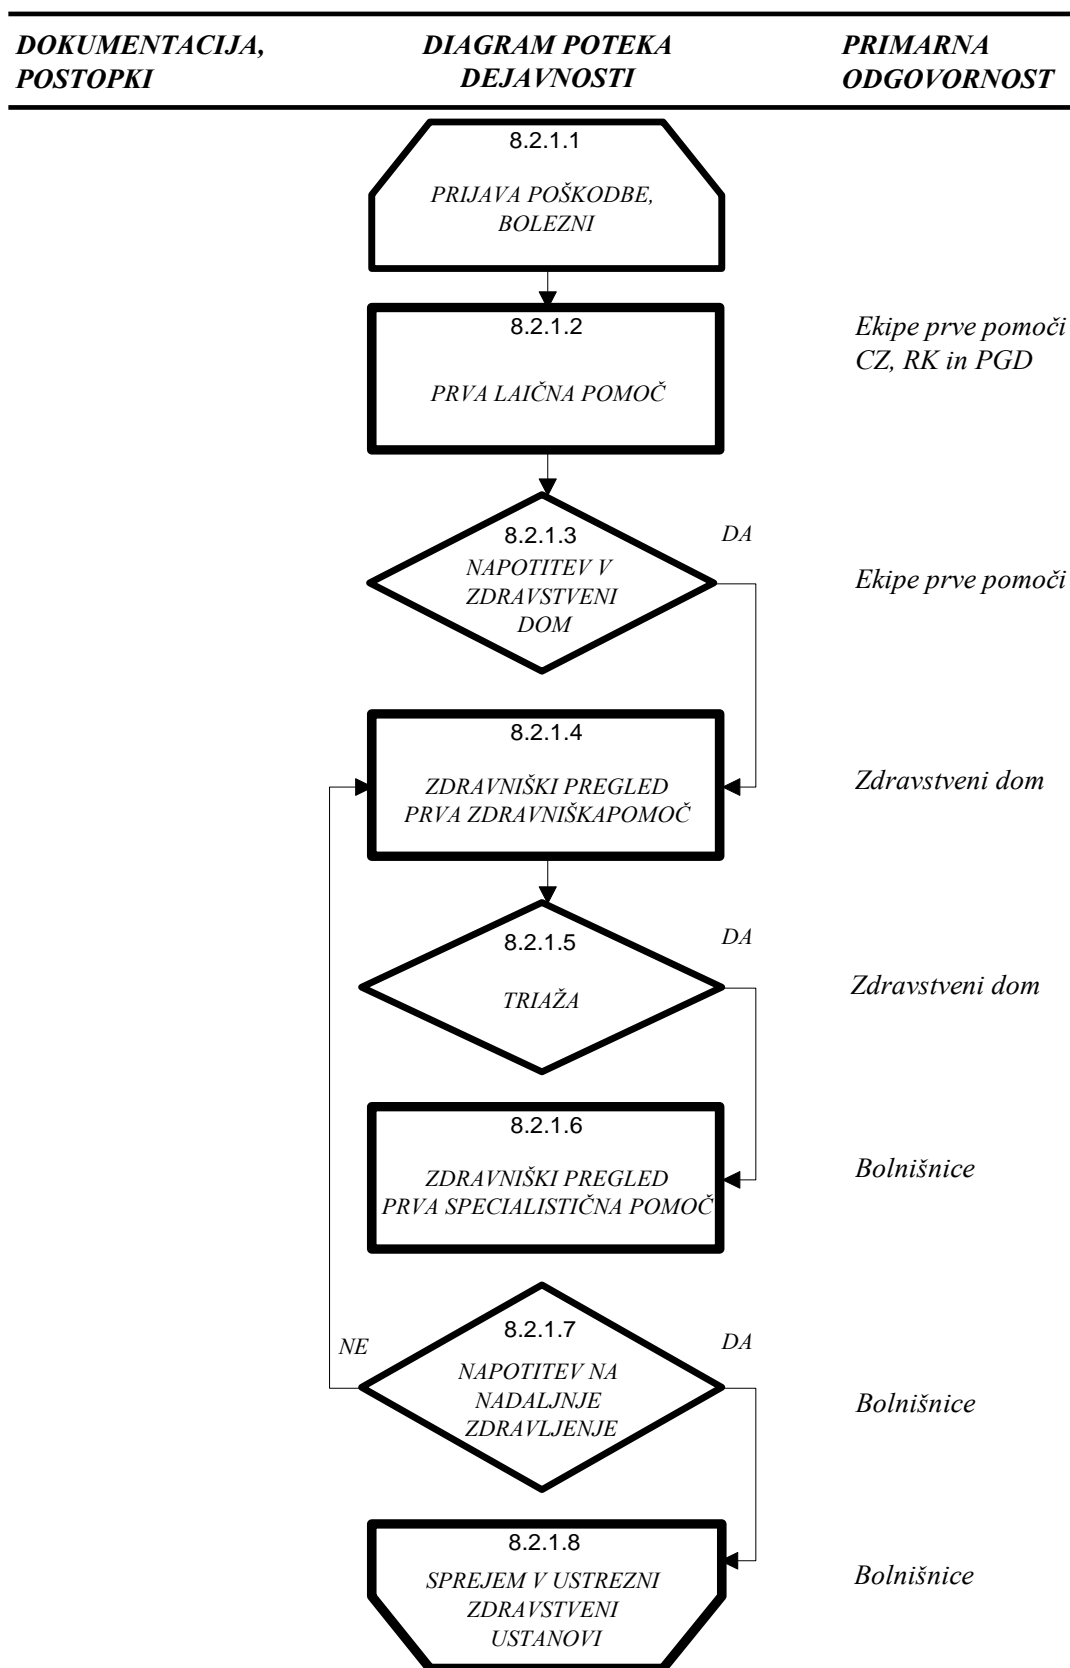 DOKUMENTACIJA,
POSTOPKI
DIAGRAM POTEKA
DEJAVNOSTI
PRIMARNA
ODGOVORNOST
8.2.1.1
PRIJAVA POŠKODBE,
BOLEZNI
8.2.1.2
PRVA LAIČNA POMOČ
Ekipe prve pomoči
CZ, RK in PGD
8.2.1.3
NAPOTITEV V
ZDRAVSTVENI
DOM
DA
Ekipe prve pomoči
8.2.1.4
ZDRAVNIŠKI PREGLED
PRVA ZDRAVNIŠKAPOMOČ
Zdravstveni dom
8.2.1.5
TRIAŽA
DA
Zdravstveni dom
8.2.1.6
ZDRAVNIŠKI PREGLED
PRVA SPECIALISTIČNA POMOČ
Bolnišnice
8.2.1.7
NAPOTITEV NA
NADALJNJE
ZDRAVLJENJE
NE
DA
Bolnišnice
8.2.1.8
SPREJEM V USTREZNI
ZDRAVSTVENI
USTANOVI
Bolnišnice